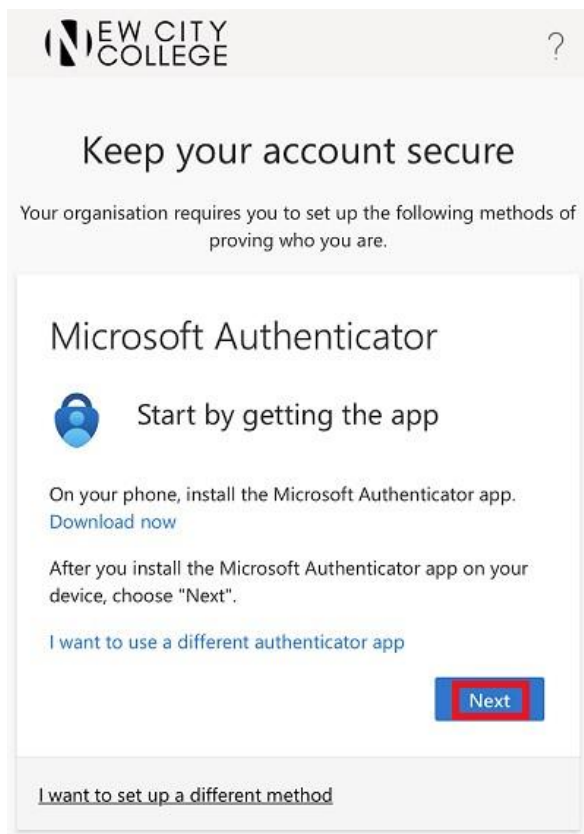 NEW CITY
COLLEGE
?
Keep your account secure
Your organisation requires you to set up the following methods of
proving who you are.
Microsoft Authenticator
Start by getting the app
On your phone, install the Microsoft Authenticator app.
Download now
After you install the Microsoft Authenticator app on your
device, choose "Next".
I want to use a different authenticator app
Next
I want to set up a different method